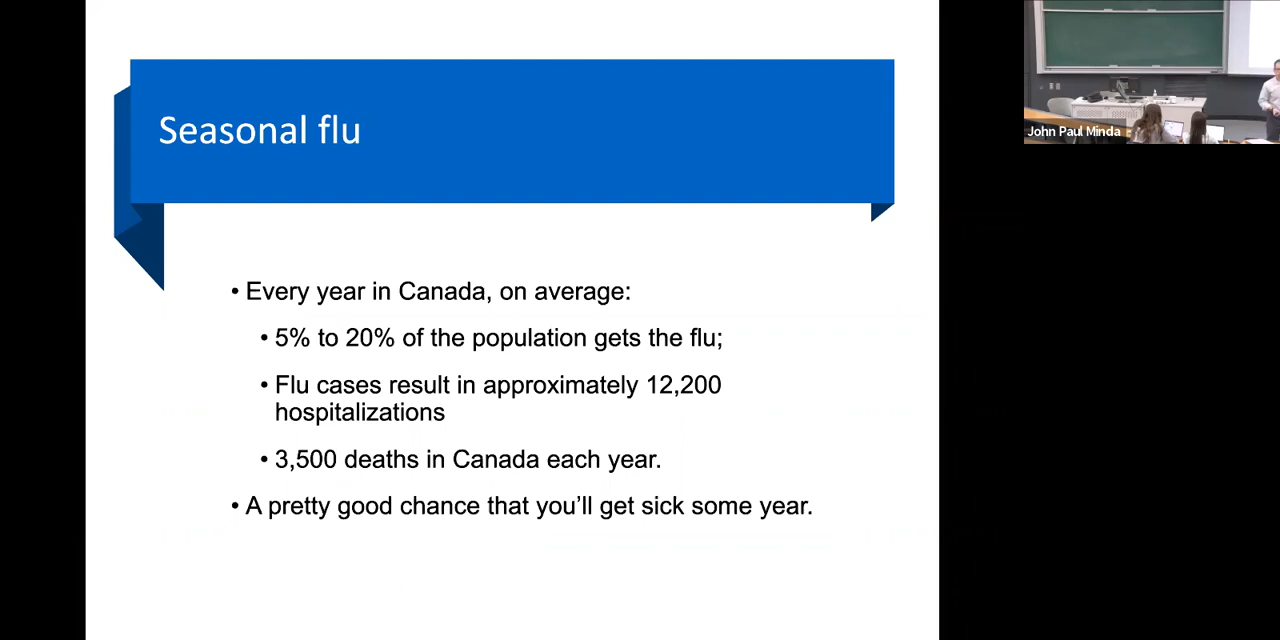 Seasonal flu
• Every year in Canada, on average:
• 5% to 20% of the population gets the flu;
• Flu cases result in approximately 12,200
hospitalizations
• 3,500 deaths in Canada each year.
• A pretty good chance that you’ll get sick some year.
John Paul Minda